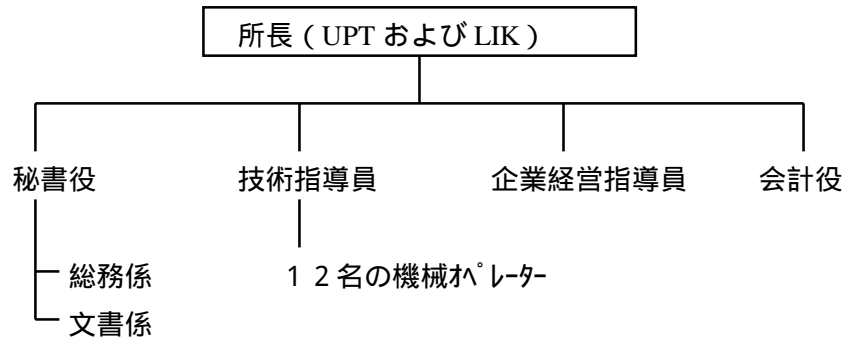 所長（UPT および LIK）
秘書役 技術指導員 企業経営指導員 会計役
総務係 １２名の機械ｵﾍﾟﾚｰﾀｰ
文書係